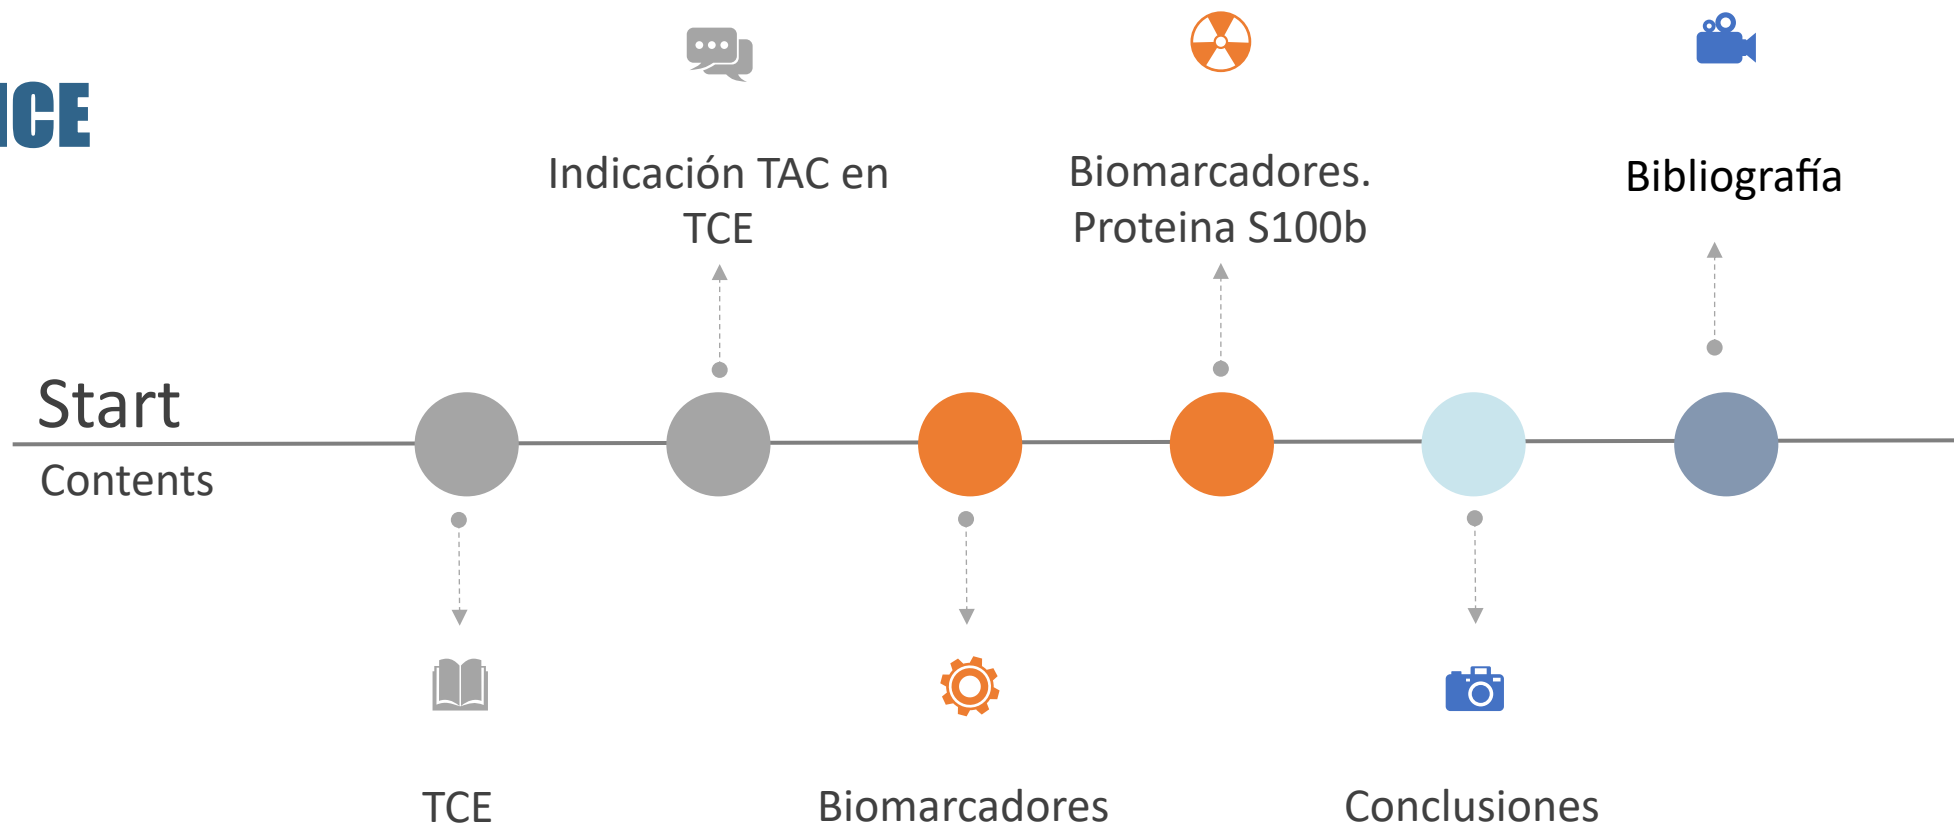 ICE
Indicación TAC en
TCE
Biomarcadores.
Proteina S100b
Bibliografía
Start
Contents
TCE
Biomarcadores
Conclusiones